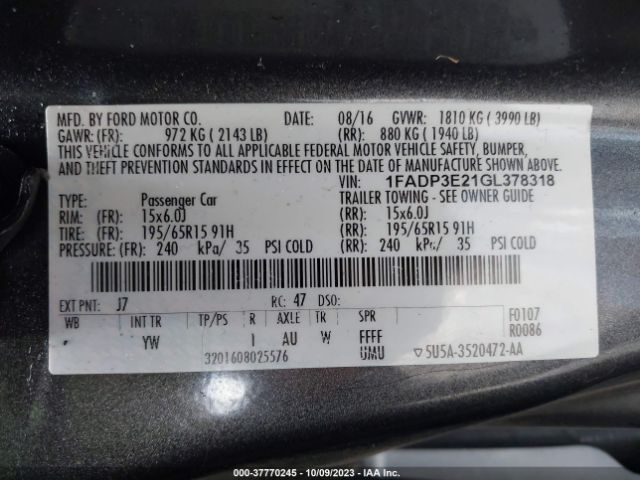 MFD. BY FORD MOTOR CO. DATE: 08/16 GVWR: 1810 KG ( 3990 LB)
GAWR: (FR): 972 KG ( 2143 LB) (RR): 880 KG ( 1940 LB)
THIS VEHICLE CONFORMS TO ALL APPLICABLE FEDERAL MOTOR VEHICLE SAFETY, BUMPER,
AND THEFT PREVENTION STANDARDS IN EFFECT ON THE DATE OF MANUFACTURE SHOWN ABOVE.
VIN: 1FADP3E21GL378318
TYPE: Passenger Car TRAILER TOWING - SEE OWNER GUIDE
RIM: (FR): 15x6.0J (RR): 15x6.0J
TIRE: (FR): 195/65R15 91H (RR): 195/65R15 91H
PRESSURE: (FR): 240 kPa/ 35 PSI COLD (RR): 240 kPa/ 35 PSI COLD
EXT PNT: J7 RC: 47 DSO:
WB INT TR TP/PS R AXLE TR SPR F0107
YW I AU W FFFF R0086
3201608025576 UMU ▽5U5A-3520472-AA
000-37770245 - 10/09/2023 - IAA Inc.